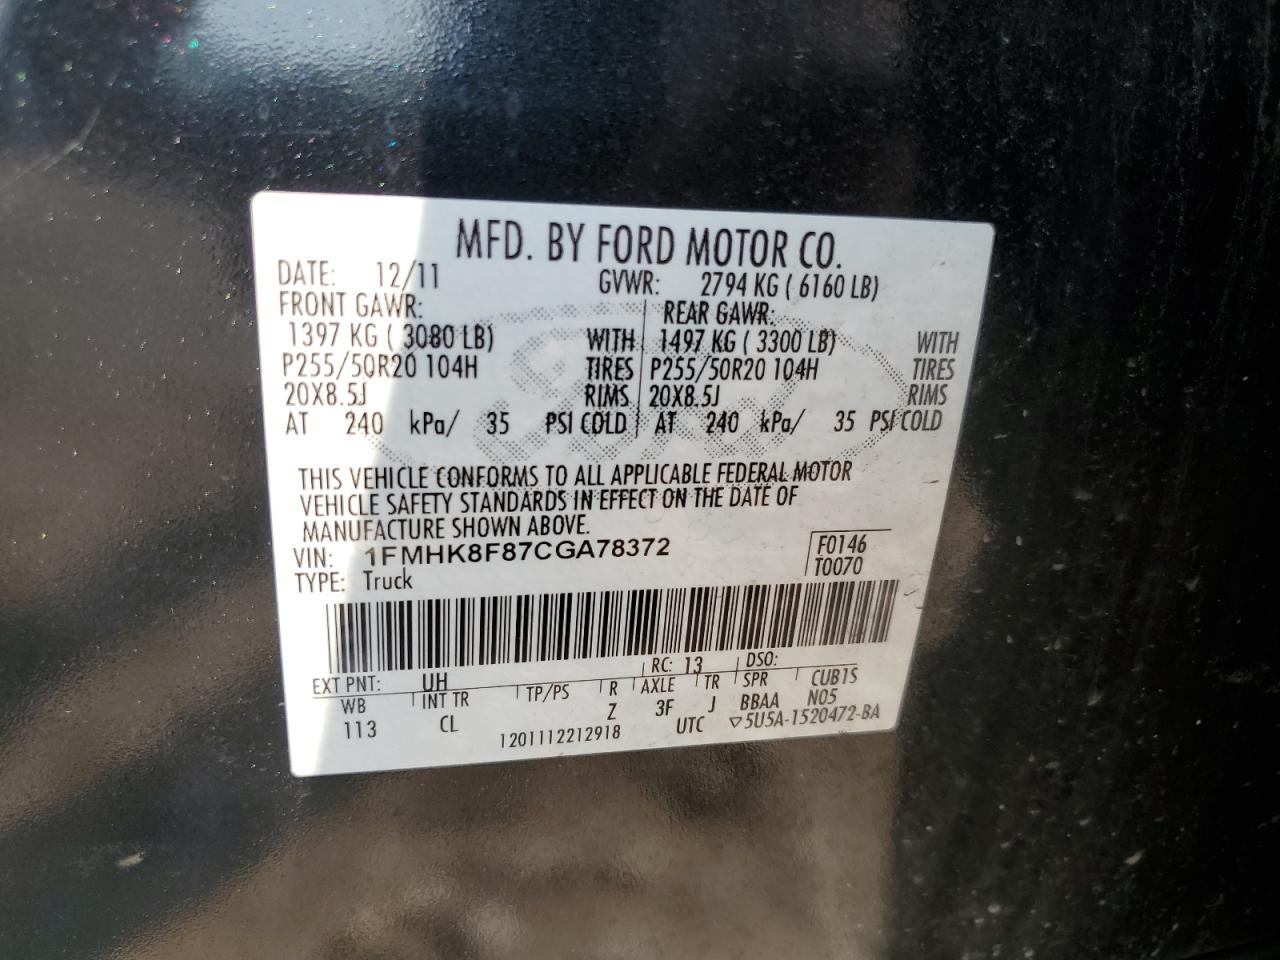 MFD. BY FORD MOTOR CO.
DATE: 12/11 GVWR: 2794 KG ( 6160 LB)
FRONT GAWR: REAR GAWR:
1397 KG ( 3080 LB) WITH 1497 KG ( 3300 LB) WITH
P255/50R20 104H TIRES P255/50R20 104H TIRES
20X8.5J RIMS 20X8.5J RIMS
AT 240 kPa/ 35 PSI COLD AT 240 kPa/ 35 PSI COLD
THIS VEHICLE CONFORMS TO ALL APPLICABLE FEDERAL MOTOR
VEHICLE SAFETY STANDARDS IN EFFECT ON THE DATE OF
MANUFACTURE SHOWN ABOVE.
VIN: 1FMHK8F87CGA78372 F0146
TYPE: Truck T0070
EXT PNT: UH RC: 13 DSO:
WB INT TR TP/PS R AXLE TR SPR CUB1S
113 CL Z 3F J BBAA N05
1201112212918 UTC ▽5U5A-1520472-BA